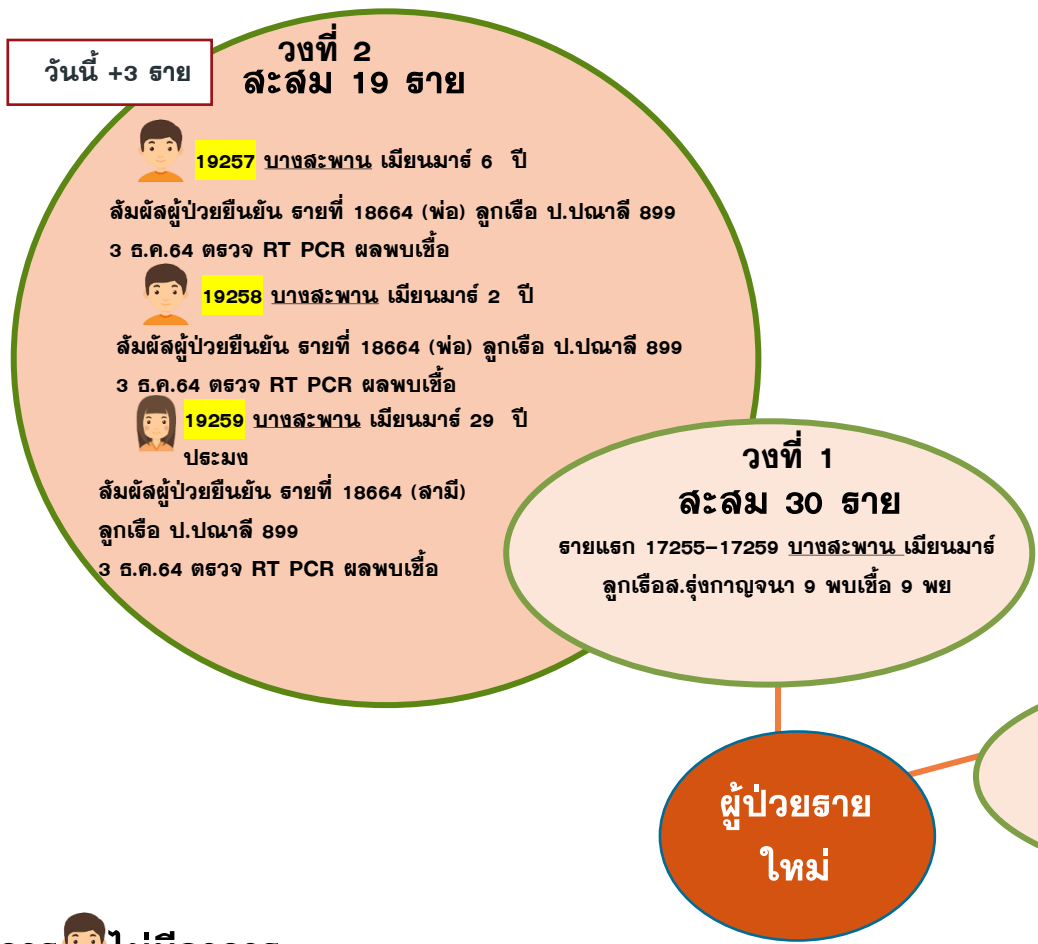 วันนี้ +3 ราย
วงที่ 2
สะสม 19 ราย
19257 บางสะพาน เมียนมาร์ 6 ปี
สัมผัสผู้ป่วยยืนยัน รายที่ 18664 (พ่อ) ลูกเรือ ป.ปณาลี 899
3 ธ.ค.64 ตรวจ RT PCR ผลพบเชื้อ
19258 บางสะพาน เมียนมาร์ 2 ปี
สัมผัสผู้ป่วยยืนยัน รายที่ 18664 (พ่อ) ลูกเรือ ป.ปณาลี 899
3 ธ.ค.64 ตรวจ RT PCR ผลพบเชื้อ
19259 บางสะพาน เมียนมาร์ 29 ปี
ประมง
สัมผัสผู้ป่วยยืนยัน รายที่ 18664 (สามี)
ลูกเรือ ป.ปณาลี 899
3 ธ.ค.64 ตรวจ RT PCR ผลพบเชื้อ
วงที่ 1
สะสม 30 ราย
รายแรก 17255-17259 บางสะพาน เมียนมาร์
ลูกเรือส.รุ่งกาญจนา 9 พบเชื้อ 9 พย
ผู้ป่วยราย
ใหม่